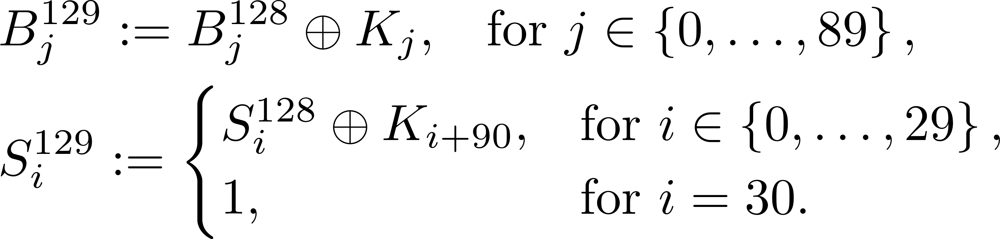 B_j^{129} := B_j^{128} ⊕ K_j, for j ∈ {0, . . . , 89} ,
S_i^{129} := { S_i^{128} ⊕ K_{i+90}, for i ∈ {0, . . . , 29} ,
1, for i = 30.